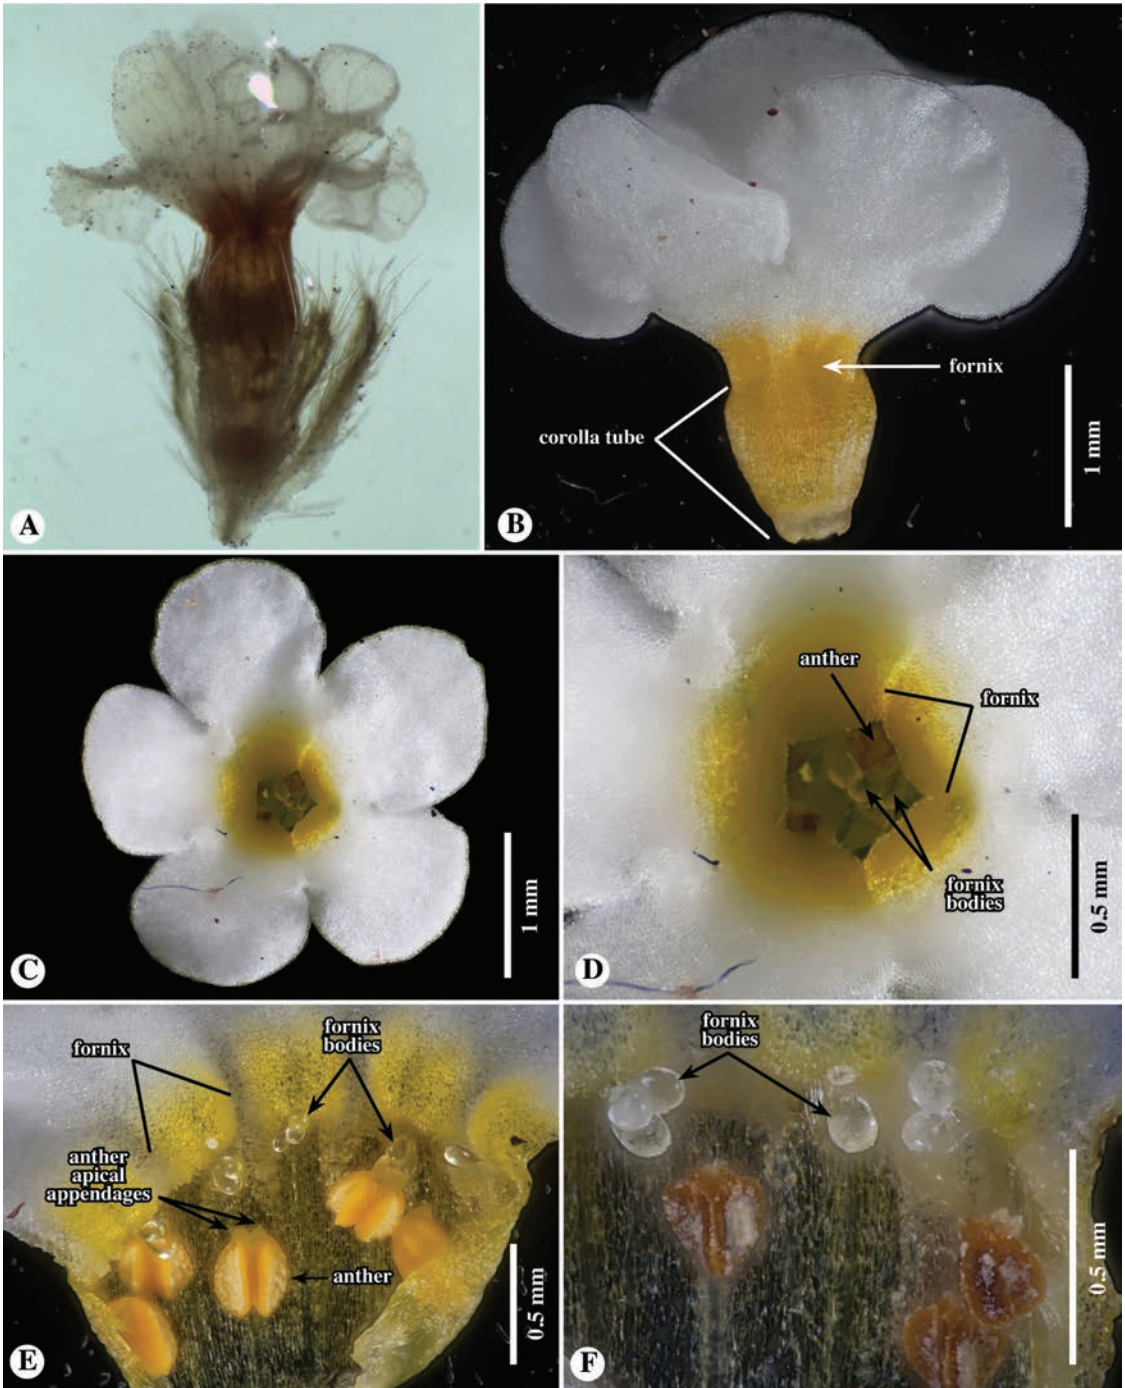 A
fornix
corolla tube
1 mm
B
C
1 mm
anther
fornix
fornix
bodies
0.5 mm
D
fornix
fornix
bodies
anther
apical
appendages
anther
0.5 mm
E
fornix
bodies
0.5 mm
F